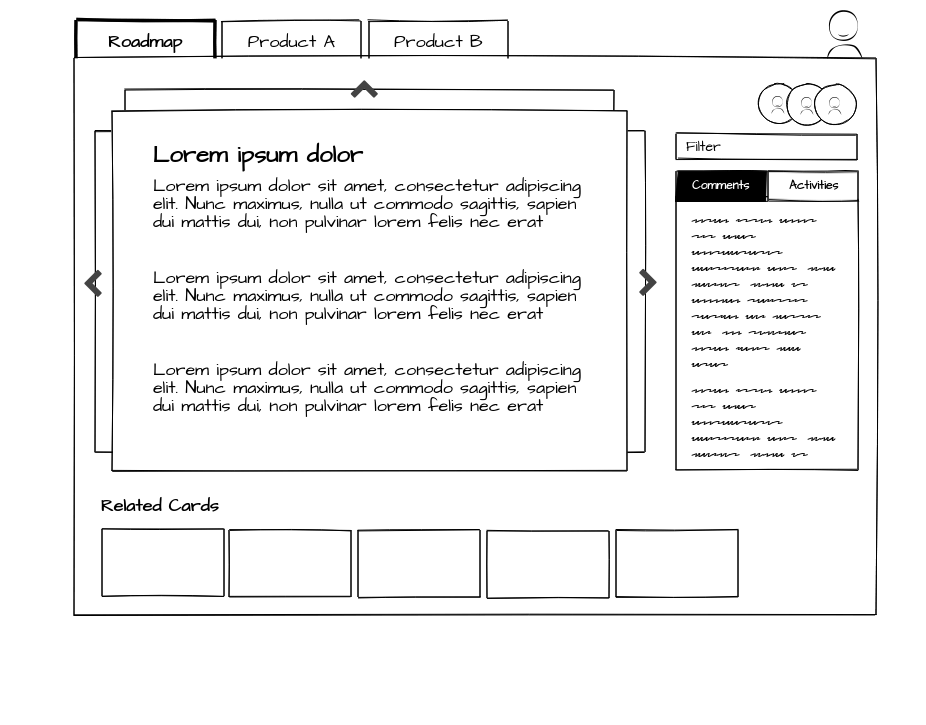 Roadmap
Product A
Product B
Filter
Comments
Activities
Lorem ipsum dolor
Lorem ipsum dolor sit amet, consectetur adipiscing
elit. Nunc maximus, nulla ut commodo sagittis, sapien
dui mattis dui, non pulvinar lorem felis nec erat
Lorem ipsum dolor sit amet, consectetur adipiscing
elit. Nunc maximus, nulla ut commodo sagittis, sapien
dui mattis dui, non pulvinar lorem felis nec erat
Lorem ipsum dolor sit amet, consectetur adipiscing
elit. Nunc maximus, nulla ut commodo sagittis, sapien
dui mattis dui, non pulvinar lorem felis nec erat
Related Cards